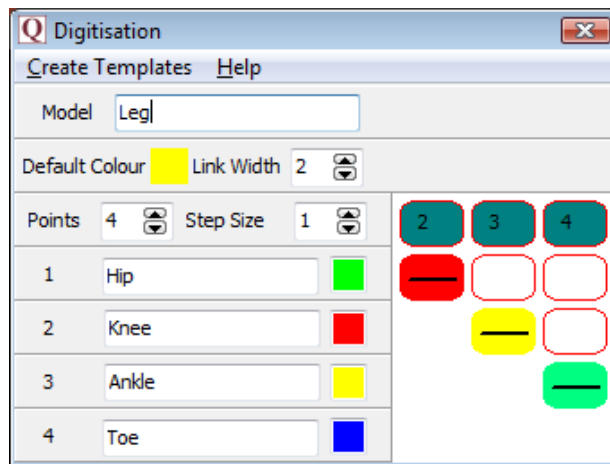 Q Digitisation
Create Templates Help
Model Leg
Default Colour Link Width 2
Points 4 Step Size 1 2 3 4
1 Hip
2 Knee
3 Ankle
4 Toe